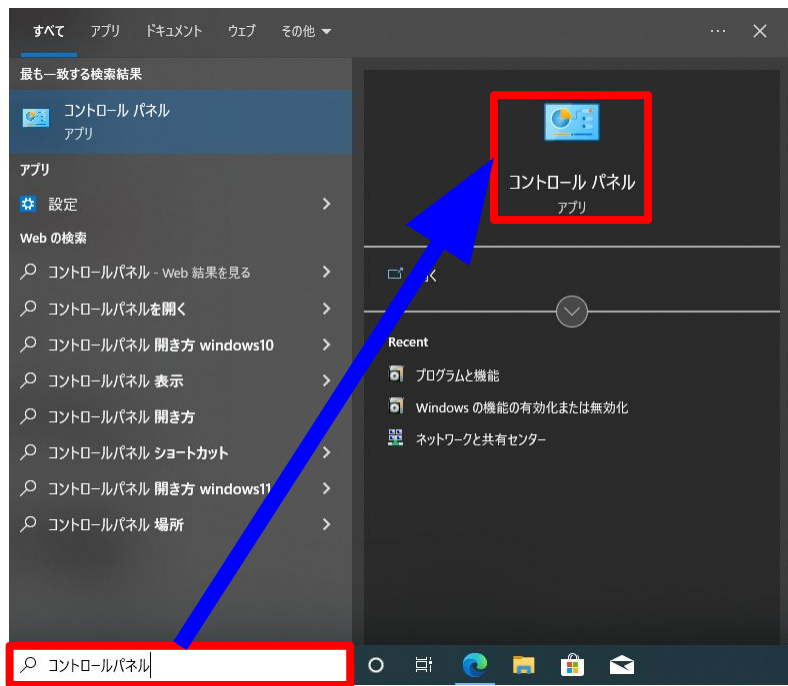 すべて アプリ ドキュメント ウェブ その他
最も一致する検索結果
コントロール パネル
アプリ
アプリ
設定
Web の検索
コントロールパネル - Web 結果を見る
コントロールパネルを開く
コントロールパネル 開き方 windows10
コントロールパネル 表示
コントロールパネル 開き方
コントロールパネル ショートカット
コントロールパネル 開き方 windows11
コントロールパネル 場所
コントロールパネル
コントロール パネル
アプリ
Recent
プログラムと機能
Windows の機能の有効化または無効化
ネットワークと共有センター